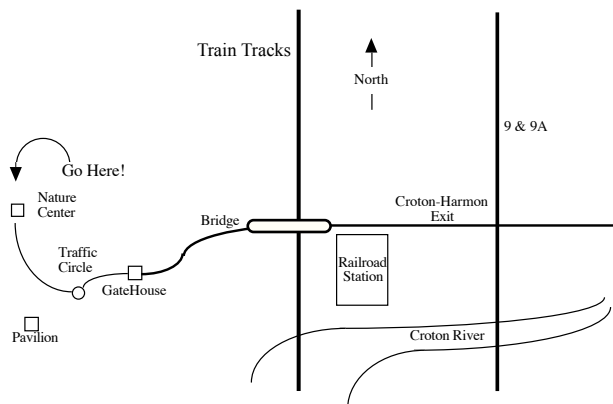 Train Tracks
North
9 & 9A
Go Here!
Nature
Center
Bridge
Croton-Harmon
Exit
Traffic
Circle
GateHouse
Railroad
Station
Pavilion
Croton River